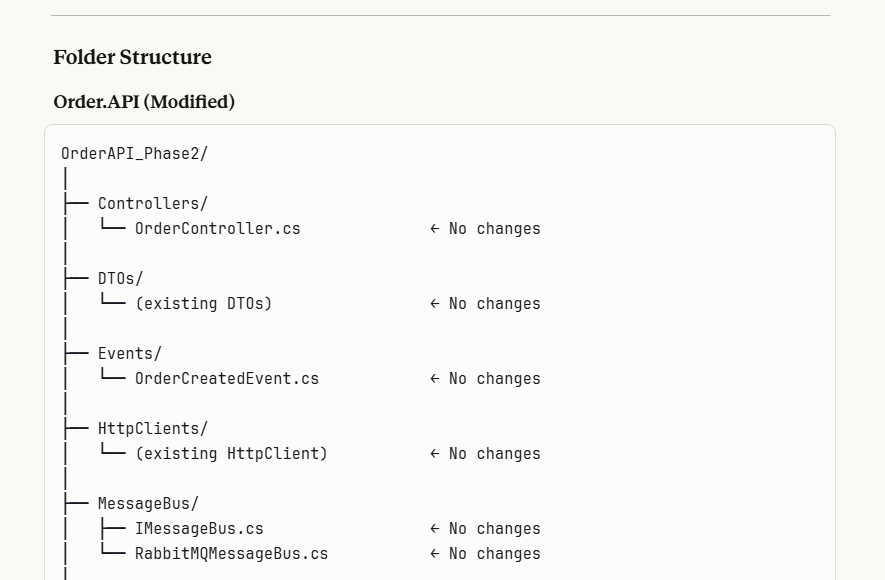 Folder Structure
Order.API (Modified)
OrderAPI_Phase2/
│
├── Controllers/
│   └── OrderController.cs              ← No changes
│
├── DTOs/
│   └── (existing DTOs)                 ← No changes
│
├── Events/
│   └── OrderCreatedEvent.cs            ← No changes
│
├── HttpClients/
│   └── (existing HttpClient)           ← No changes
│
├── MessageBus/
│   ├── IMessageBus.cs                  ← No changes
│   └── RabbitMQMessageBus.cs           ← No changes
│